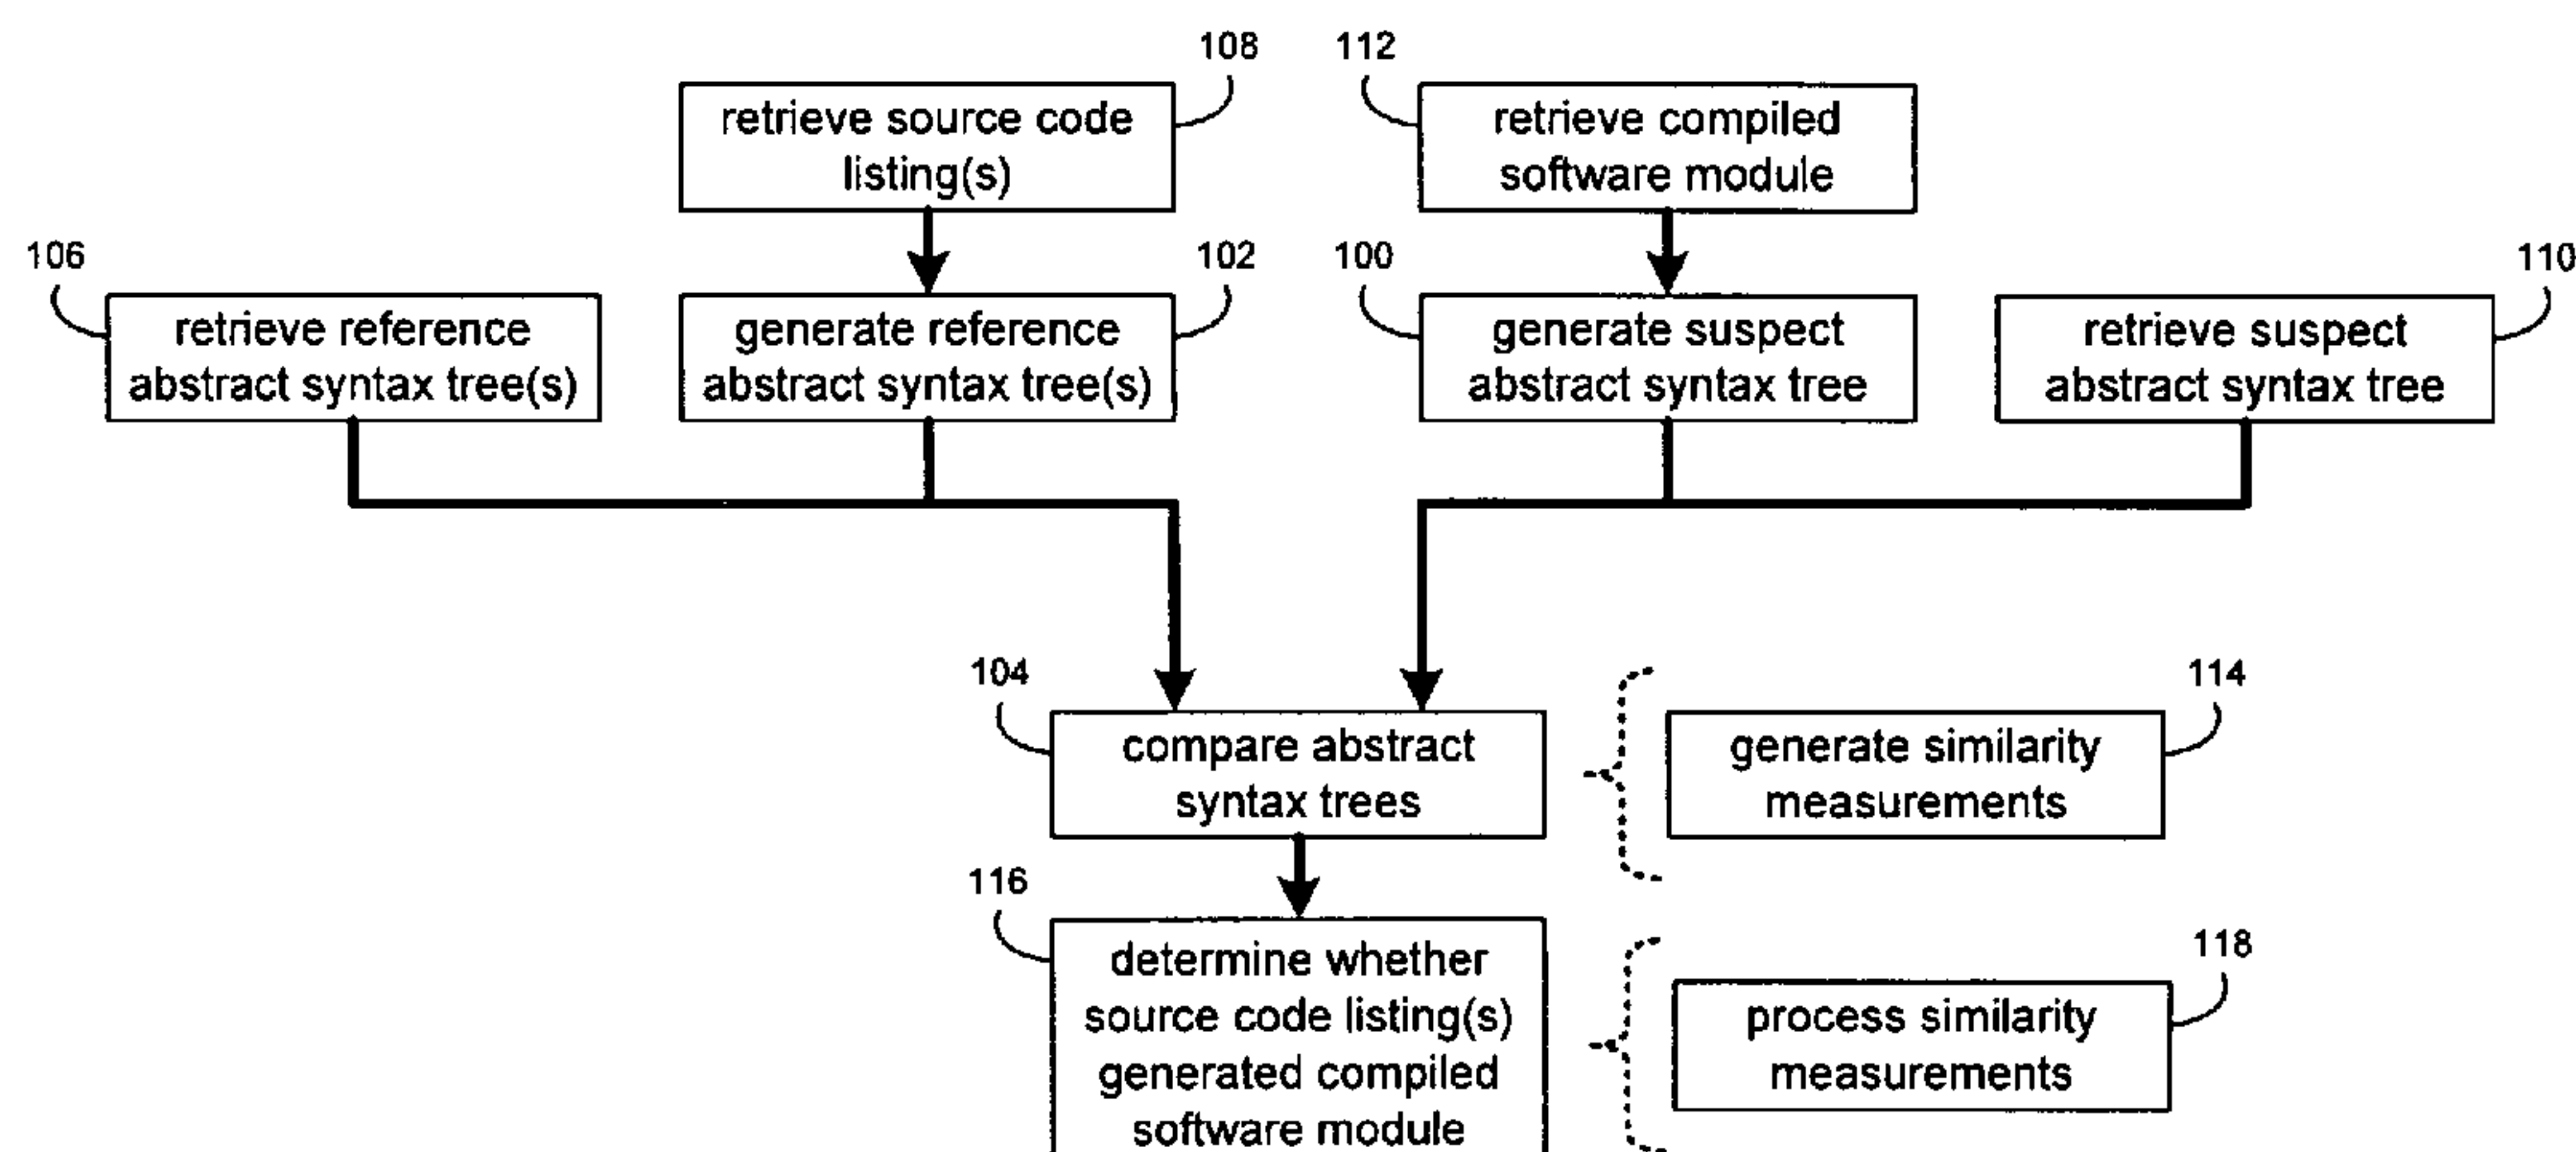 108
112
retrieve source code
listing(s)
retrieve compiled
software module
106
102
100
110
retrieve reference
abstract syntax tree(s)
generate reference
abstract syntax tree(s)
generate suspect
abstract syntax tree
retrieve suspect
abstract syntax tree
104
114
compare abstract
syntax trees
generate similarity
measurements
116
118
determine whether
source code listing(s)
generated compiled
software module
process similarity
measurements